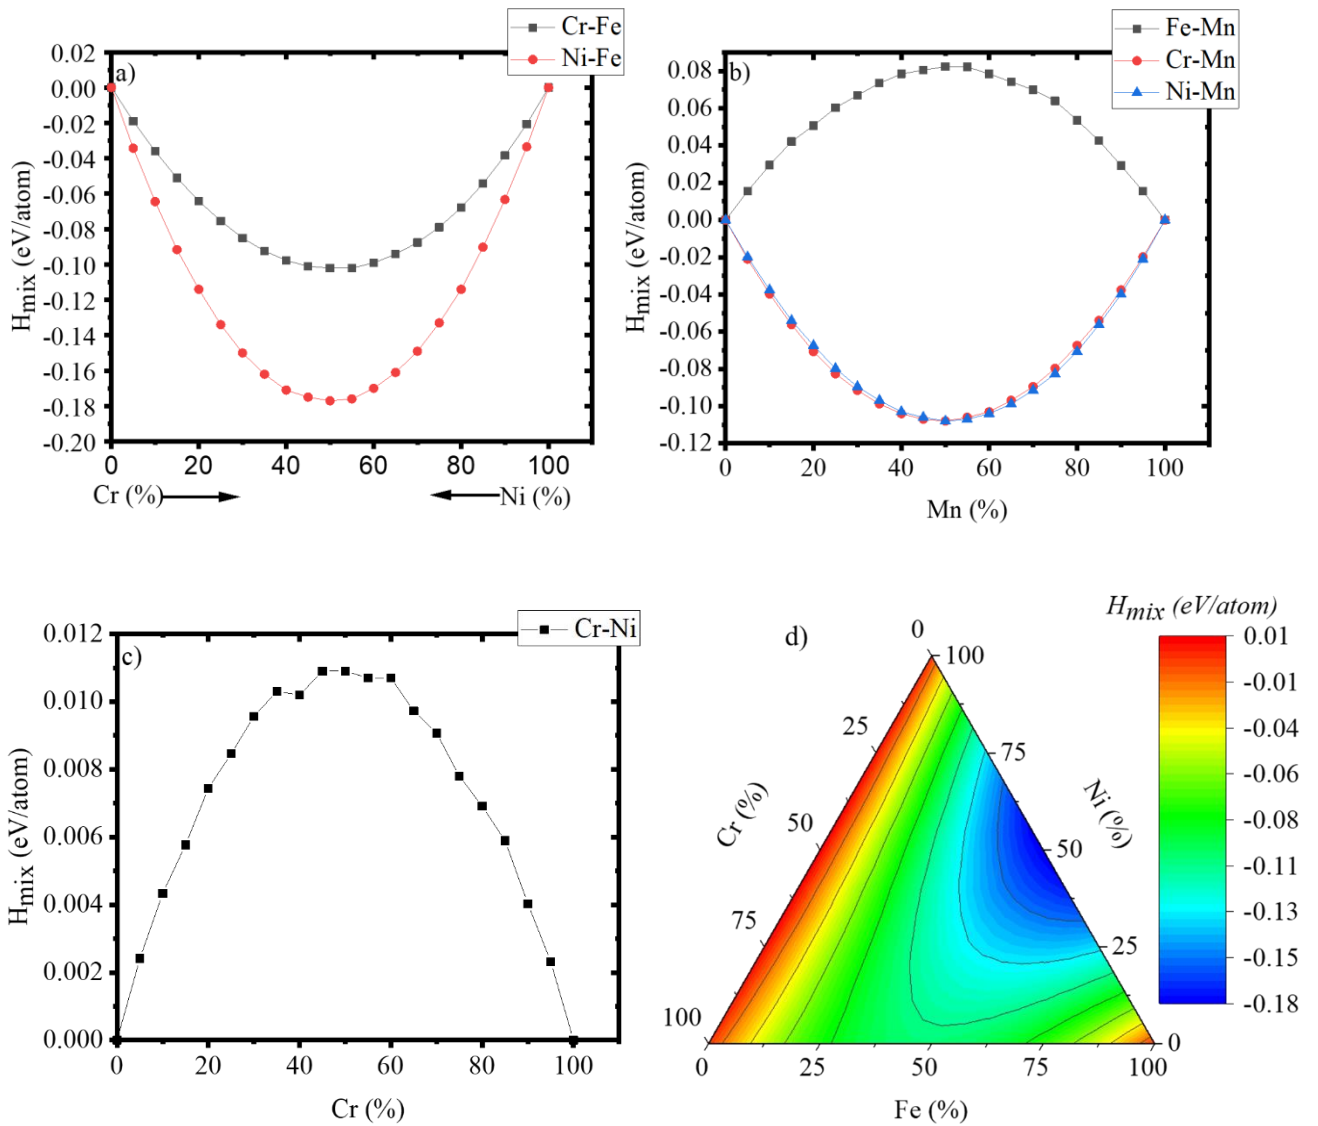 Cr-Fe
Ni-Fe
a)
0.02
0.00
-0.02
-0.04
-0.06
-0.08
-0.10
-0.12
-0.14
-0.16
-0.18
-0.20
Hmix (eV/atom)
0 20 40 60 80 100
Cr (%) Ni (%)
Fe-Mn
Cr-Mn
Ni-Mn
b)
0.08
0.06
0.04
0.02
0.00
-0.02
-0.04
-0.06
-0.08
-0.10
-0.12
Hmix (eV/atom)
0 20 40 60 80 100
Mn (%)
Cr-Ni
c)
0.012
0.010
0.008
0.006
0.004
0.002
0.000
Hmix (eV/atom)
0 20 40 60 80 100
Cr (%)
d)
Hmix (eV/atom)
0.01
-0.01
-0.04
-0.06
-0.08
-0.11
-0.13
-0.15
-0.18
0
25
50
75
100
Cr (%)
100
75
50
25
0
Ni (%)
0 25 50 75 100
Fe (%)